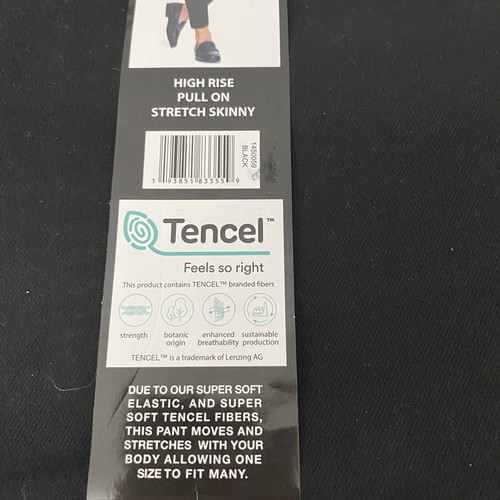 HIGH RISE
PULL ON
STRETCH SKINNY
1450059
BLACK
1 93851 83355 9
Tencel™
Feels so right
This product contains TENCEL™ branded fibers
strength
botanic
origin
enhanced
breathability
sustainable
production
TENCEL™ is a trademark of Lenzing AG
DUE TO OUR SUPER SOFT
ELASTIC, AND SUPER
SOFT TENCEL FIBERS,
THIS PANT MOVES AND
STRETCHES WITH YOUR
BODY ALLOWING ONE
SIZE TO FIT MANY.